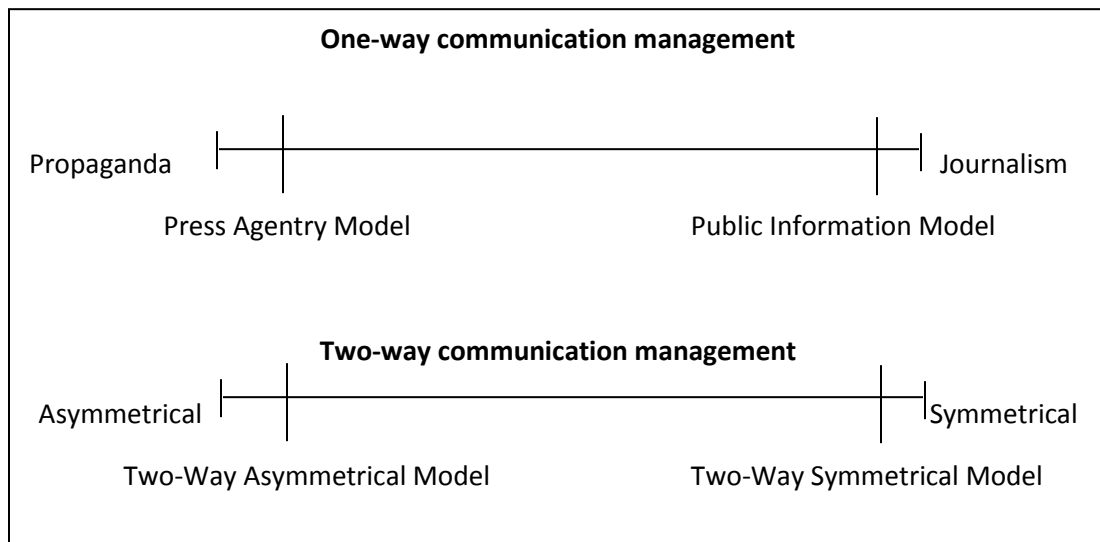 One-way communication management
Propaganda
Journalism
Press Agentry Model
Public Information Model
Two-way communication management
Asymmetrical
Symmetrical
Two-Way Asymmetrical Model
Two-Way Symmetrical Model